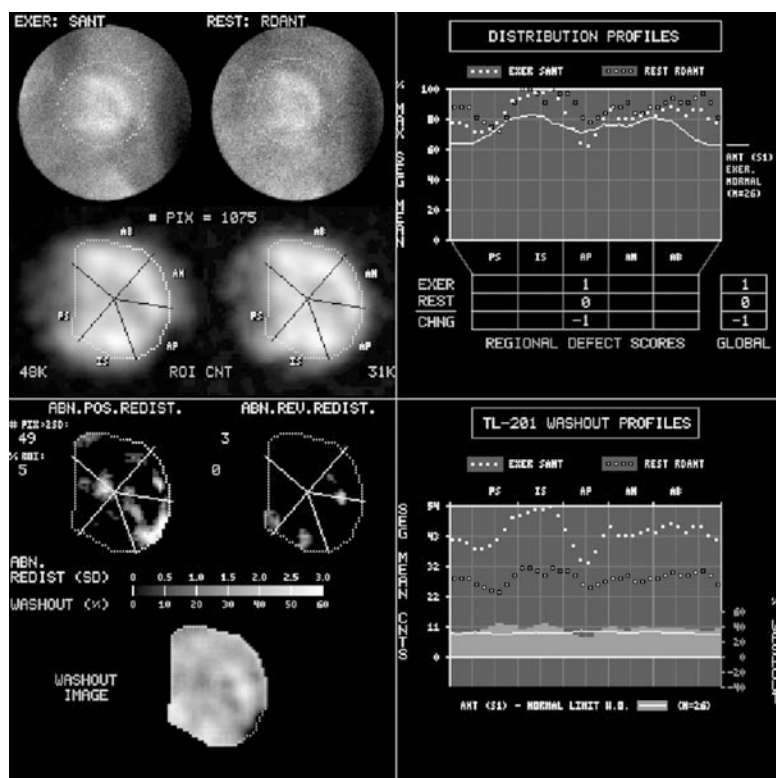 EXER: SANT
REST: RDANT
# PIX = 1075
AB
AB
AN
AN
PS
PS
AP
AP
IS
IS
48K
ROI CNT
31K
DISTRIBUTION PROFILES
EXER SANT
REST RDANT
% MAX SEG MEAN
100
80
60
40
20
0
ANT (S1)
EXER.
NORMAL
(N=26)
PS IS AP AN AB
EXER 1 1
REST 0 0
CHNG -1 -1
REGIONAL DEFECT SCORES GLOBAL
ABN.POS.REDIST.
ABN.REV.REDIST.
# PIX>2SD:
49
3
% ROI:
5
0
ABN.
REDIST (SD) 0 0.5 1.0 1.5 2.0 2.5 3.0
WASHOUT (%) 0 10 20 30 40 50 60
WASHOUT
IMAGE
TL-201 WASHOUT PROFILES
EXER SANT
REST RDANT
PS IS AP AN AB
SEG MEAN CNTS
54
43
32
22
11
0
60
40
20
0
-20
-40
%
ANT (S1) - NORMAL LIMIT W.O.
(N=26)